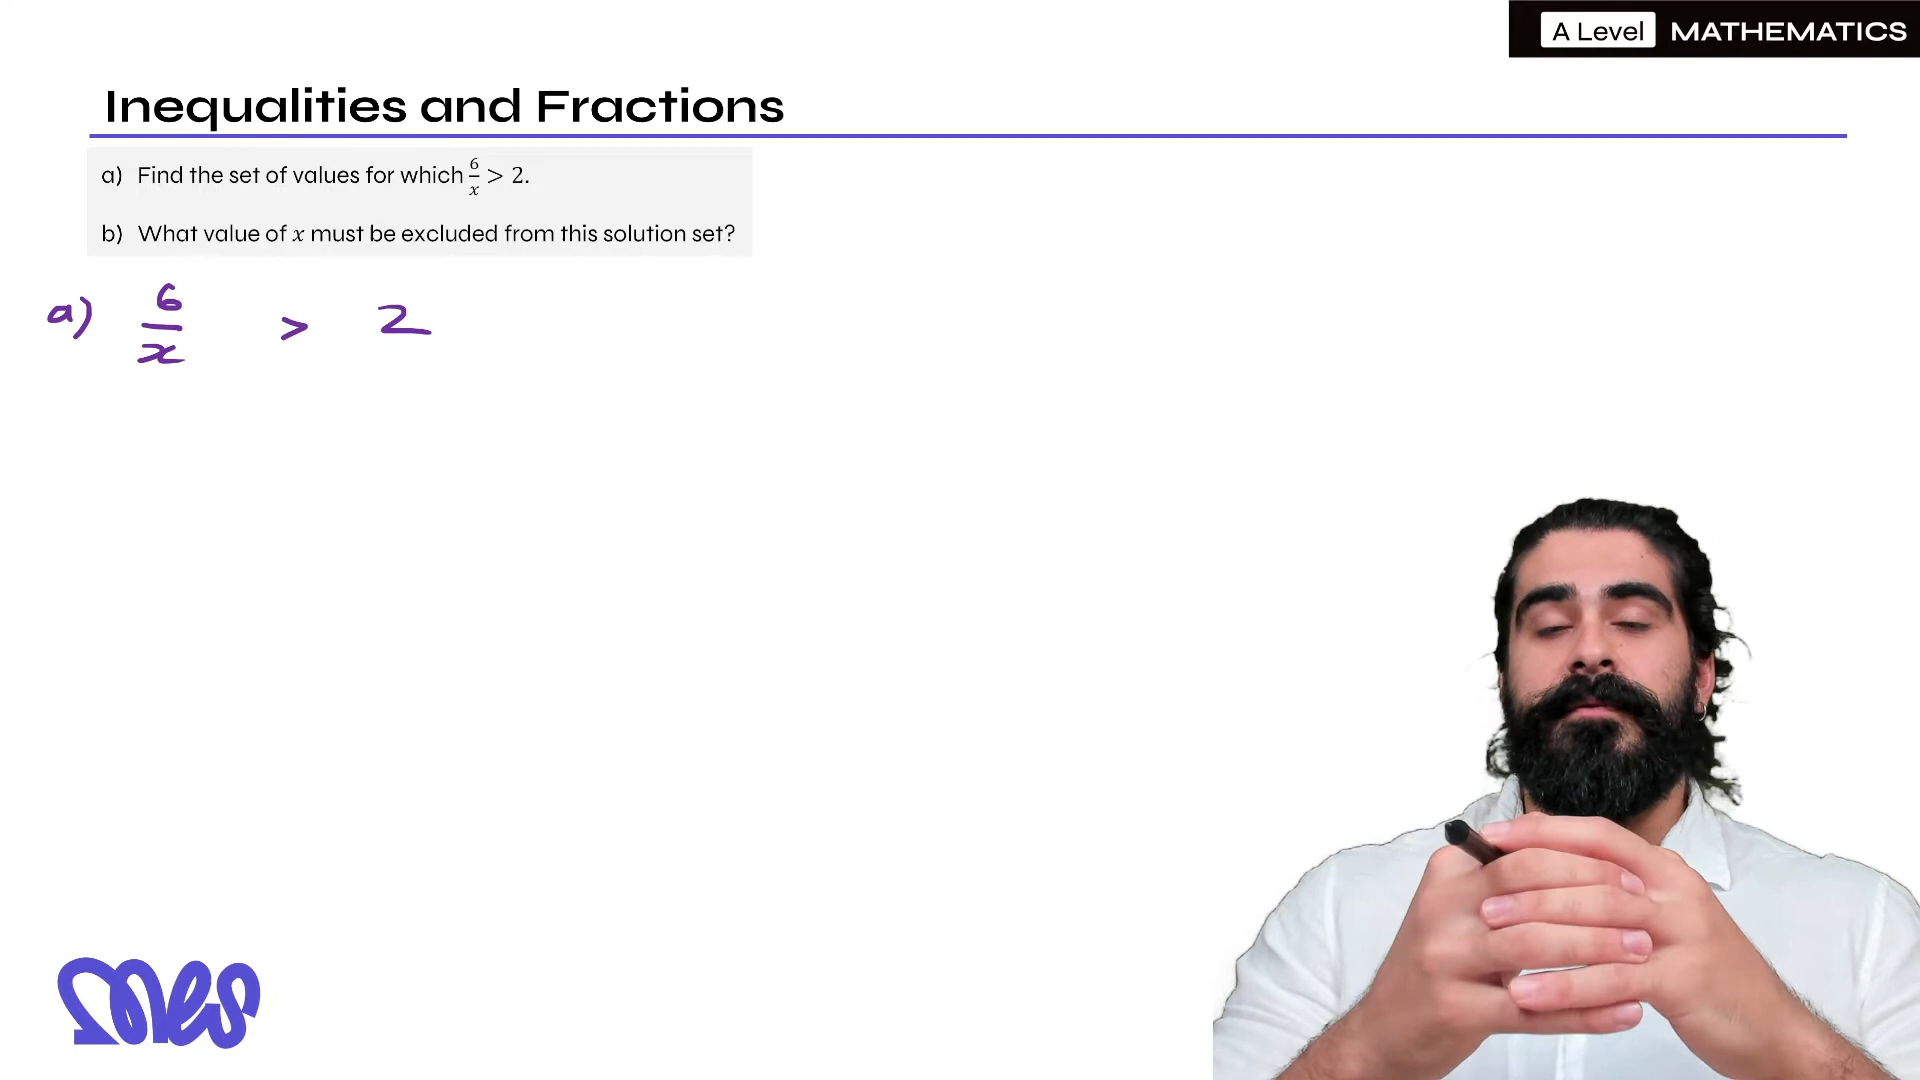 A Level MATHEMATICS
Inequalities and Fractions
a) Find the set of values for which 6/x > 2.
b) What value of x must be excluded from this solution set?
a) 6/x > 2